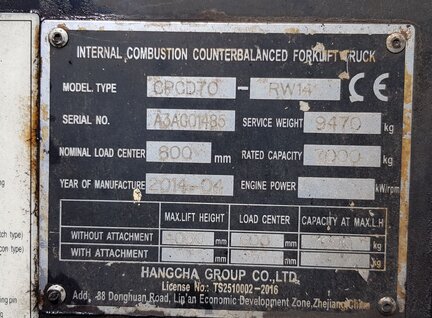 INTERNAL COMBUSTION COUNTERBALANCED FORKLIFT TRUCK
MODEL TYPE CPCD70 - RW14 CE
SERIAL NO. SERVICE WEIGHT 9470 kg
NOMINAL LOAD CENTER 600 mm RATED CAPACITY 7000 kg
YEAR OF MANUFACTURE 2014-04 ENGINE POWER kW/rpm
MAX.LIFT HEIGHT LOAD CENTER CAPACITY AT MAX.L.H
WITHOUT ATTACHMENT mm mm kg
WITH ATTACHMENT mm mm kg
HANGCHA GROUP CO.,LTD.
License No.: TS2510002-2016
Add. 88 Donghuan Road, Lin'an Economic Development Zone,Zhejiang,China